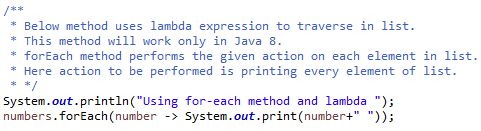 /**
 * Below method uses lambda expression to traverse in list.
 * This method will work only in Java 8.
 * forEach method performs the given action on each element in list.
 * Here action to be performed is printing every element of list.
 * */
System.out.println("Using for-each method and lambda ");
numbers.forEach(number -> System.out.print(number+" "));